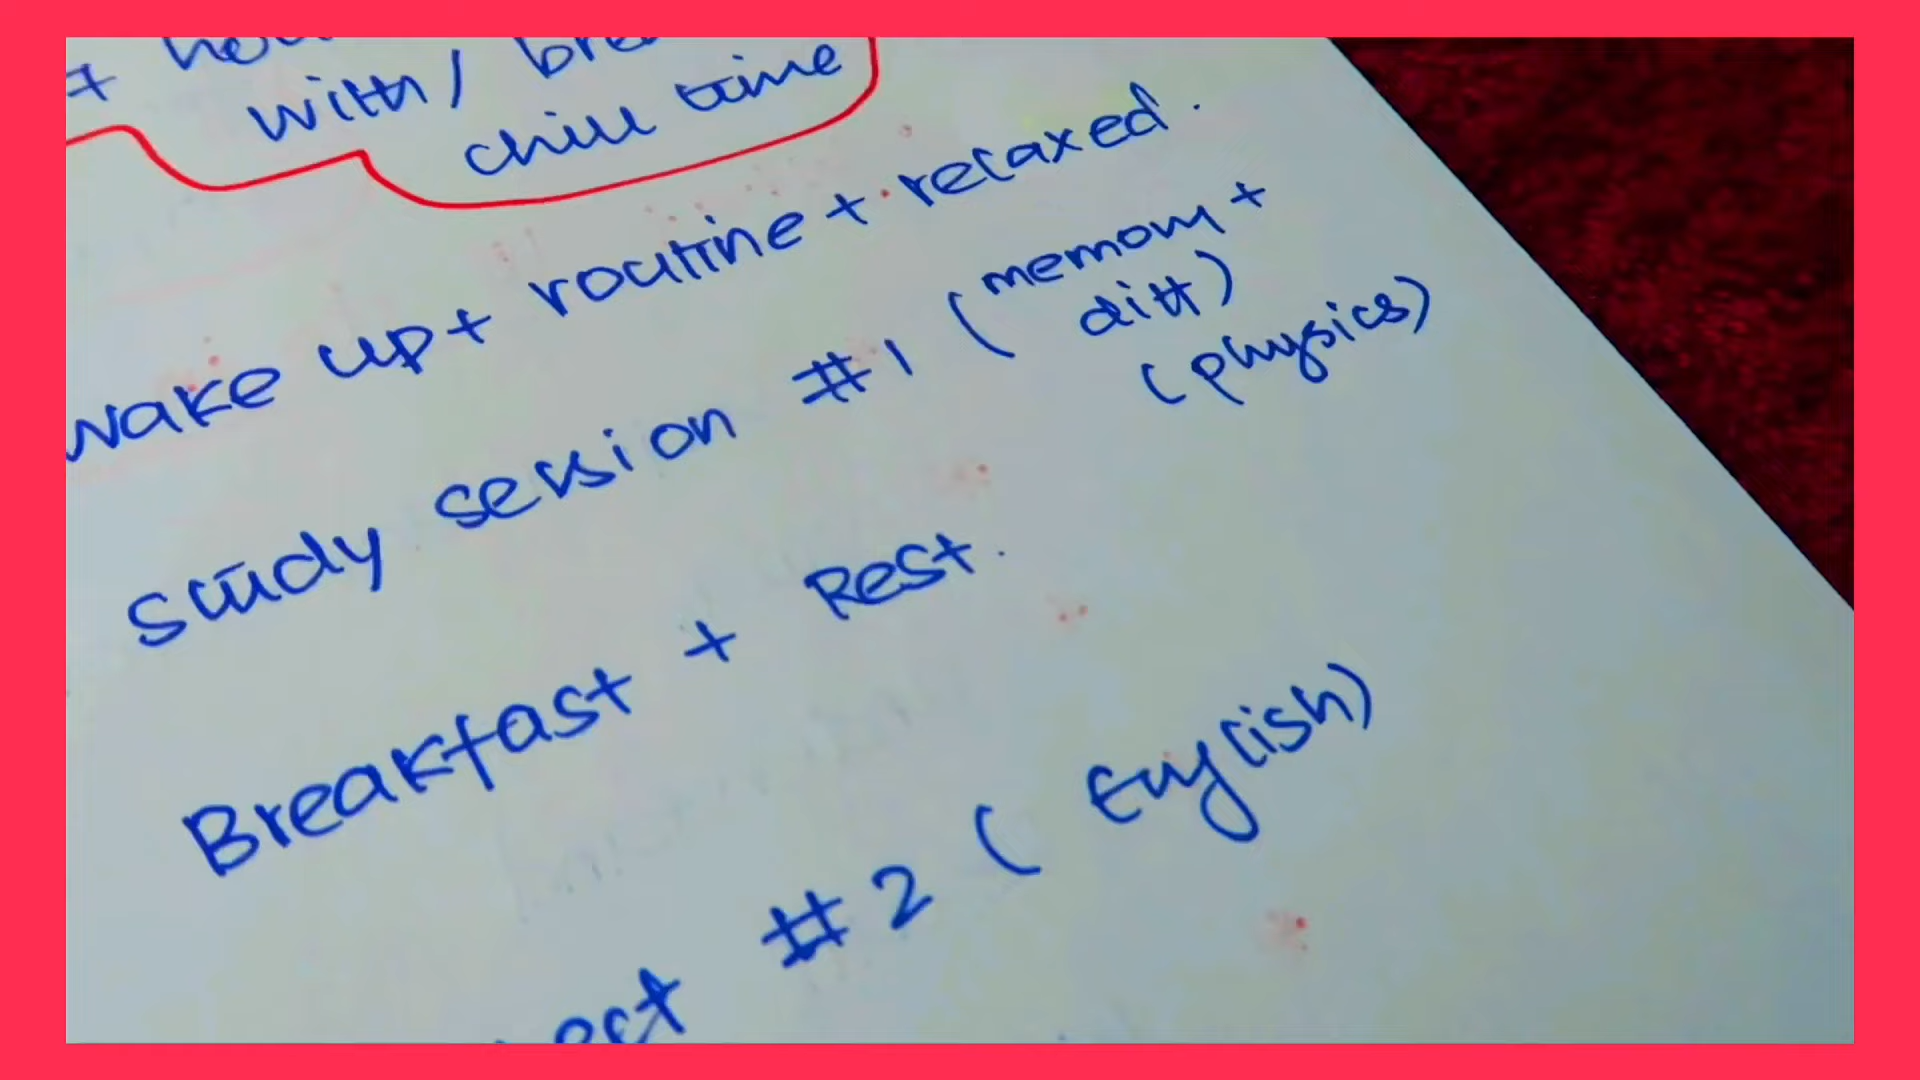 +
with/
chill time
wake up + routine + relaxed.
study session #1 (memory +
diff)
(physics)
Breakfast + Rest.
#2 (English)